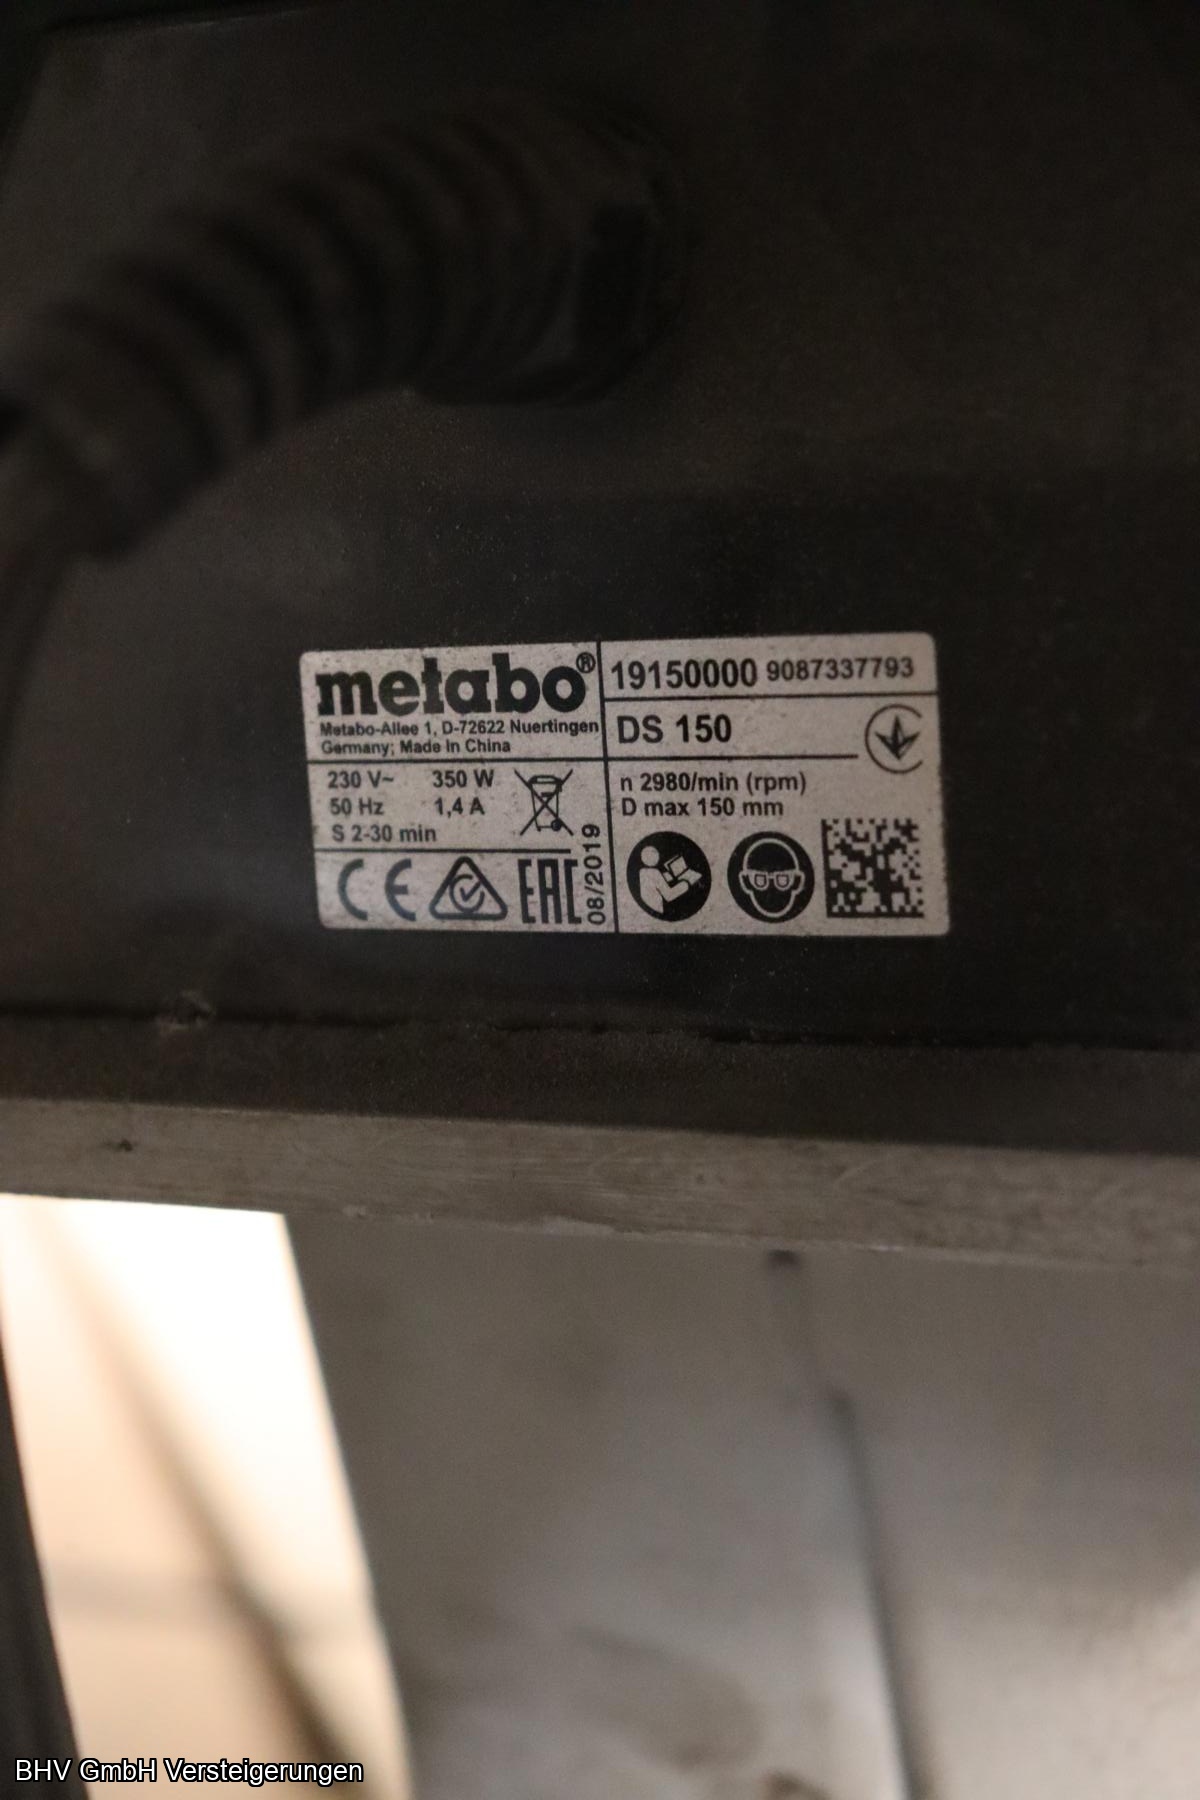 metabo®
Metabo-Allee 1, D-72622 Nuertingen
Germany; Made in China
19150000 9087337793
DS 150
230 V~ 350 W
50 Hz 1,4 A
S 2-30 min
n 2980/min (rpm)
D max 150 mm
CE
EAC
08/2019
BHV GmbH Versteigerungen